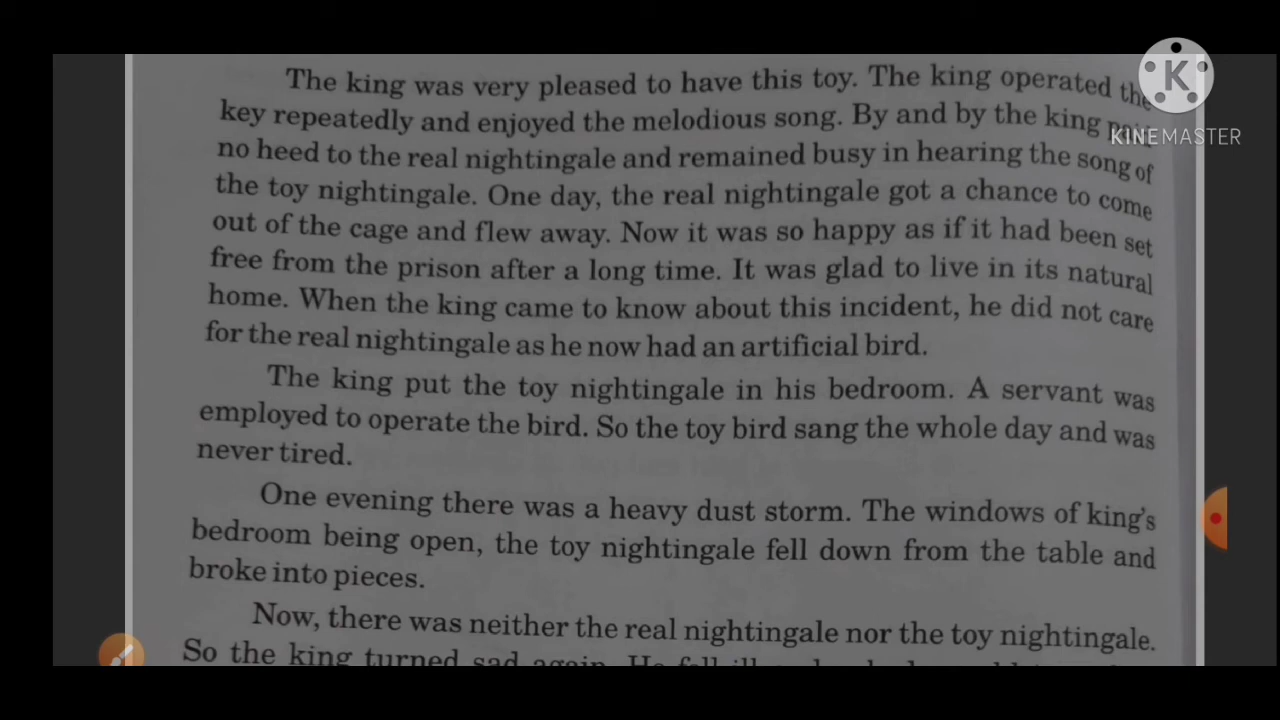 The king was very pleased to have this toy. The king operated the
key repeatedly and enjoyed the melodious song. By and by the king
no heed to the real nightingale and remained busy in hearing the song of
the toy nightingale. One day, the real nightingale got a chance to come
out of the cage and flew away. Now it was so happy as if it had been set
free from the prison after a long time. It was glad to live in its natural
home. When the king came to know about this incident, he did not care
for the real nightingale as he now had an artificial bird.
The king put the toy nightingale in his bedroom. A servant was
employed to operate the bird. So the toy bird sang the whole day and was
never tired.
One evening there was a heavy dust storm. The windows of king's
bedroom being open, the toy nightingale fell down from the table and
broke into pieces.
Now, there was neither the real nightingale nor the toy nightingale.
So the king turned sad again. He fell ill
K
KINEMASTER